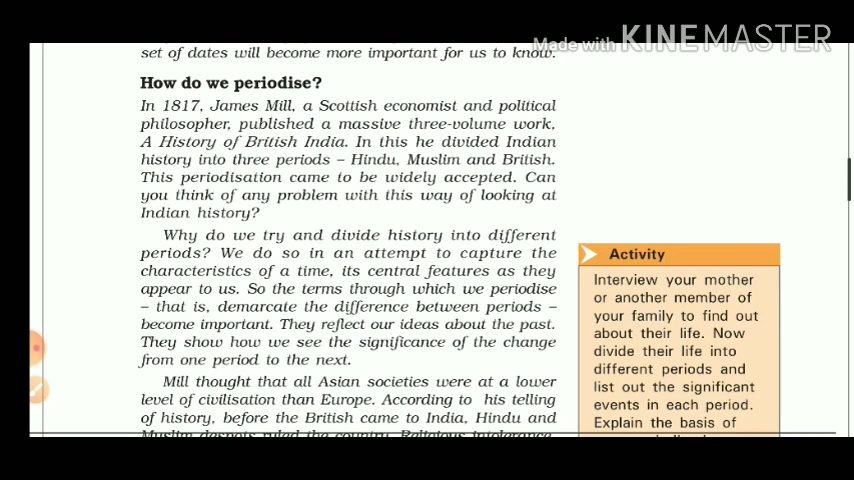 Made with KINEMASTER
set of dates will become more important for us to know.
How do we periodise?
In 1817, James Mill, a Scottish economist and political
philosopher, published a massive three-volume work,
A History of British India. In this he divided Indian
history into three periods – Hindu, Muslim and British.
This periodisation came to be widely accepted. Can
you think of any problem with this way of looking at
Indian history?
Why do we try and divide history into different
periods? We do so in an attempt to capture the
characteristics of a time, its central features as they
appear to us. So the terms through which we periodise
– that is, demarcate the difference between periods –
become important. They reflect our ideas about the past.
They show how we see the significance of the change
from one period to the next.
Mill thought that all Asian societies were at a lower
level of civilisation than Europe. According to his telling
of history, before the British came to India, Hindu and
Muslim despots ruled the country. Religious intolerance,
Activity
Interview your mother
or another member of
your family to find out
about their life. Now
divide their life into
different periods and
list out the significant
events in each period.
Explain the basis of